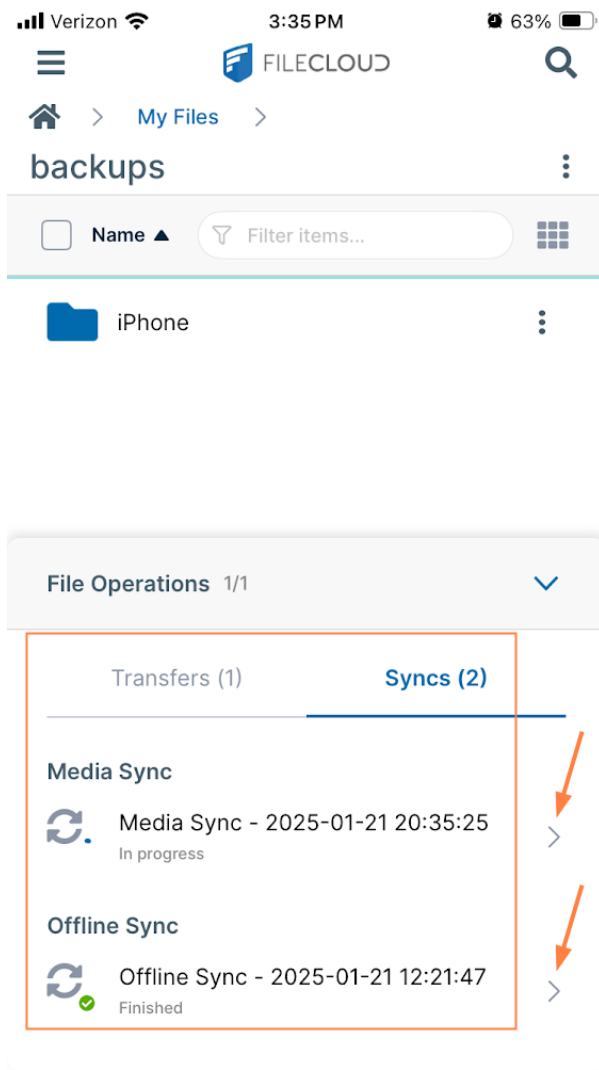 Verizon 3:35 PM 63%
FILECLOUD
My Files
backups
Name Filter items...
iPhone
File Operations 1/1
Transfers (1) Syncs (2)
Media Sync
Media Sync - 2025-01-21 20:35:25
In progress
Offline Sync
Offline Sync - 2025-01-21 12:21:47
Finished